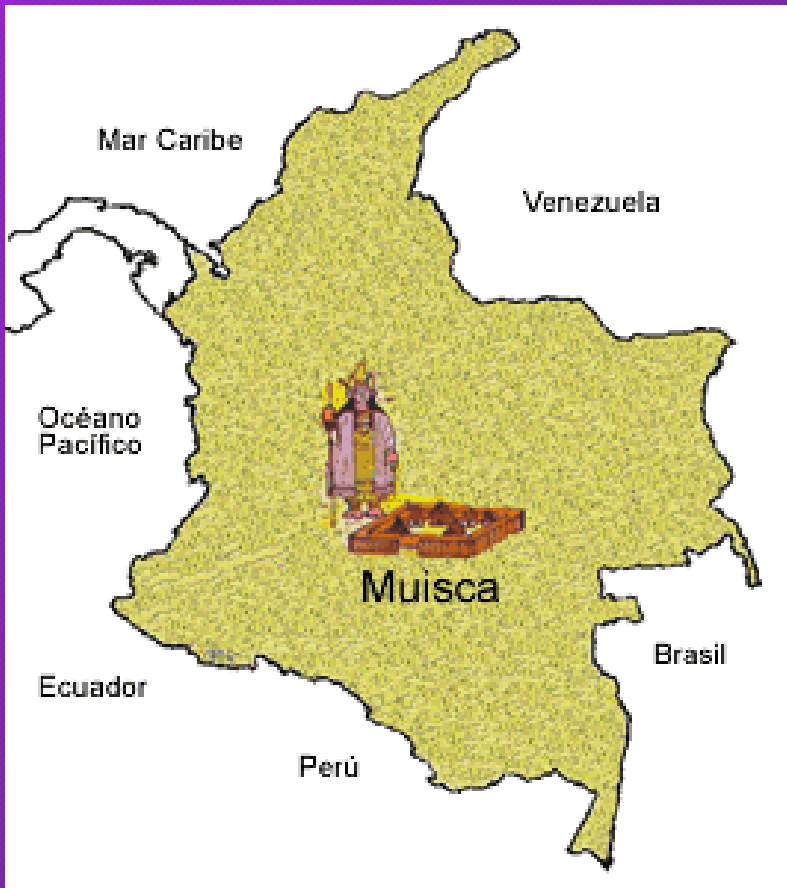 Mar Caribe
Venezuela
Océano
Pacífico
Muisca
Brasil
Ecuador
Perú